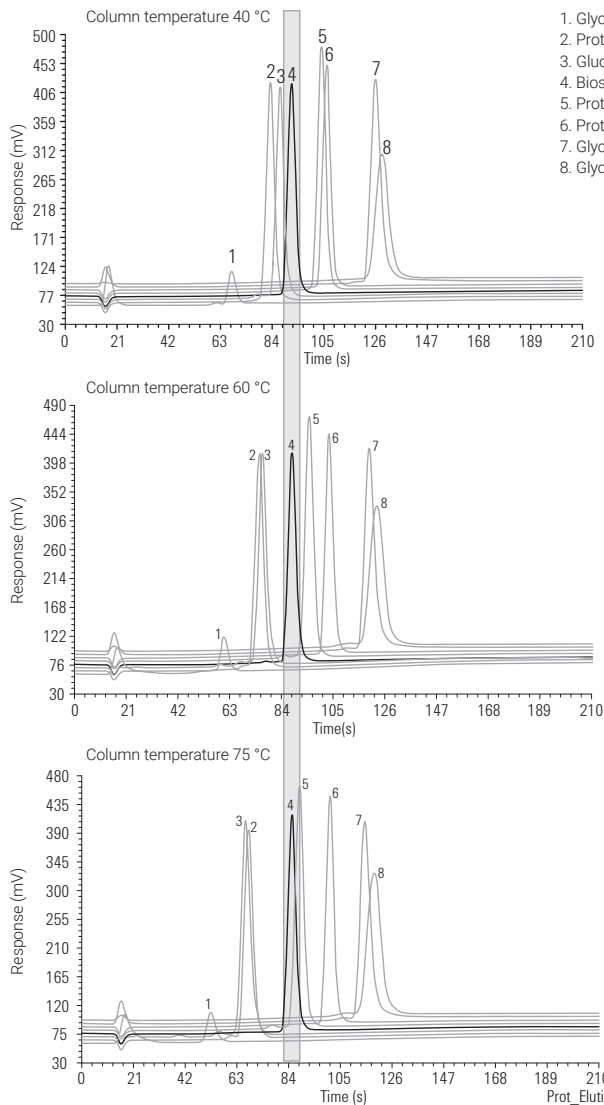 Column temperature 40 °C
1. Glyc
2. Prot
3. Gluc
4. Bios
5. Prot
6. Prot
7. Glyc
8. Glyc
Response (mV)
500
453
406
359
312
265
218
171
124
77
30
1
2
3
4
5
6
7
8
0 21 42 63 84 105 126 147 168 189 210
Time (s)
Column temperature 60 °C
Response (mV)
490
444
398
352
306
260
214
168
122
76
30
1
2
3
4
5
6
7
8
0 21 42 63 84 105 126 147 168 189 210
Time(s)
Column temperature 75 °C
Response (mV)
480
435
390
345
300
255
210
165
120
75
30
1
3
2
4
5
6
7
8
0 21 42 63 84 105 126 147 168 189 210
Time (s)
Prot_Eluti